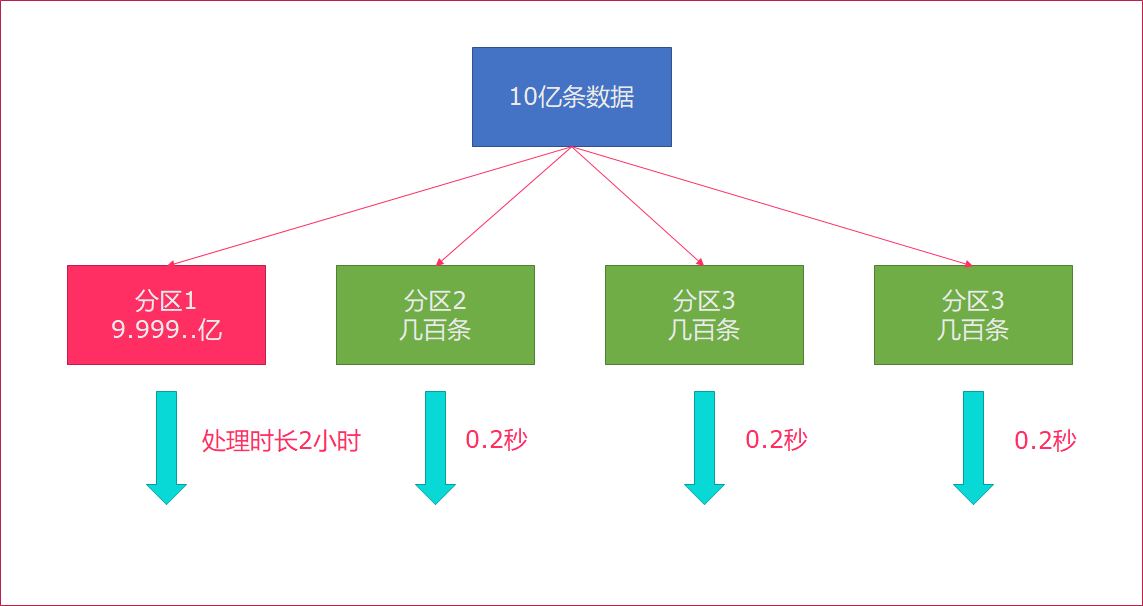 10亿条数据
分区1
9.999..亿
分区2
几百条
分区3
几百条
分区3
几百条
处理时长2小时
0.2秒
0.2秒
0.2秒